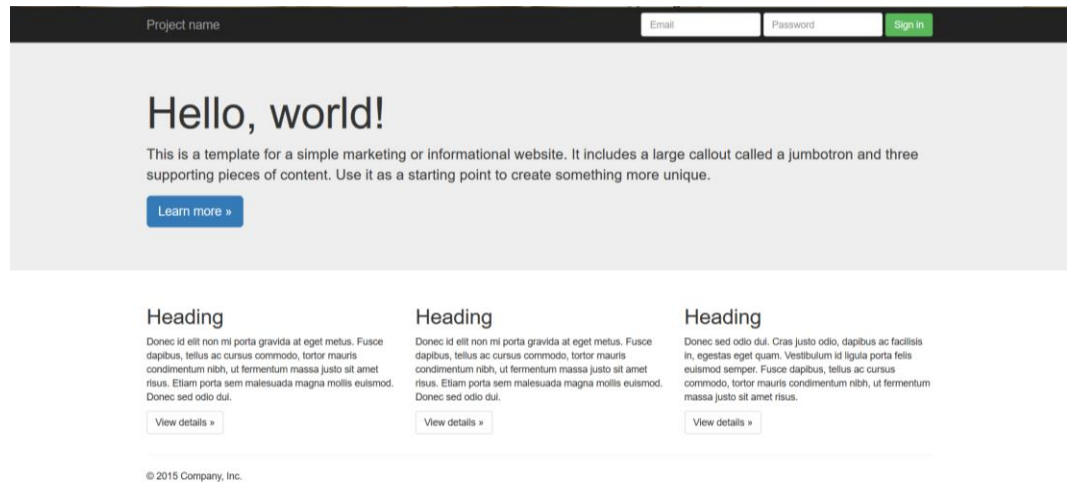 Project name
Email
Password
Sign in
Hello, world!
This is a template for a simple marketing or informational website. It includes a large callout called a jumbotron and three
supporting pieces of content. Use it as a starting point to create something more unique.
Learn more »
Heading
Donec id elit non mi porta gravida at eget metus. Fusce
dapibus, tellus ac cursus commodo, tortor mauris
condimentum nibh, ut fermentum massa justo sit amet
risus. Etiam porta sem malesuada magna mollis euismod.
Donec sed odio dui.
View details »
Heading
Donec id elit non mi porta gravida at eget metus. Fusce
dapibus, tellus ac cursus commodo, tortor mauris
condimentum nibh, ut fermentum massa justo sit amet
risus. Etiam porta sem malesuada magna mollis euismod.
Donec sed odio dui.
View details »
Heading
Donec sed odio dui. Cras justo odio, dapibus ac facilisis
in, egestas eget quam. Vestibulum id ligula porta felis
euismod semper. Fusce dapibus, tellus ac cursus
commodo, tortor mauris condimentum nibh, ut fermentum
massa justo sit amet risus.
View details »
© 2015 Company, Inc.